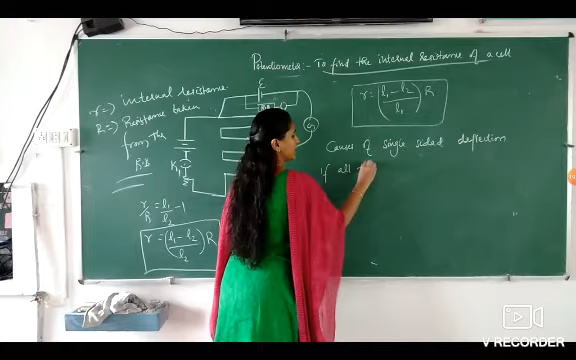 Potentiometer :- To find the internal resistance of a cell
r => internal resistance.
R => Resistance taken
from the
R.B
E
G
K1
r = (l1 - l2 / l1) R
Causes of single sided deflection
If all
r/R = l1/l2 - 1
r = (l1 - l2 / l2) R
V RECORDER